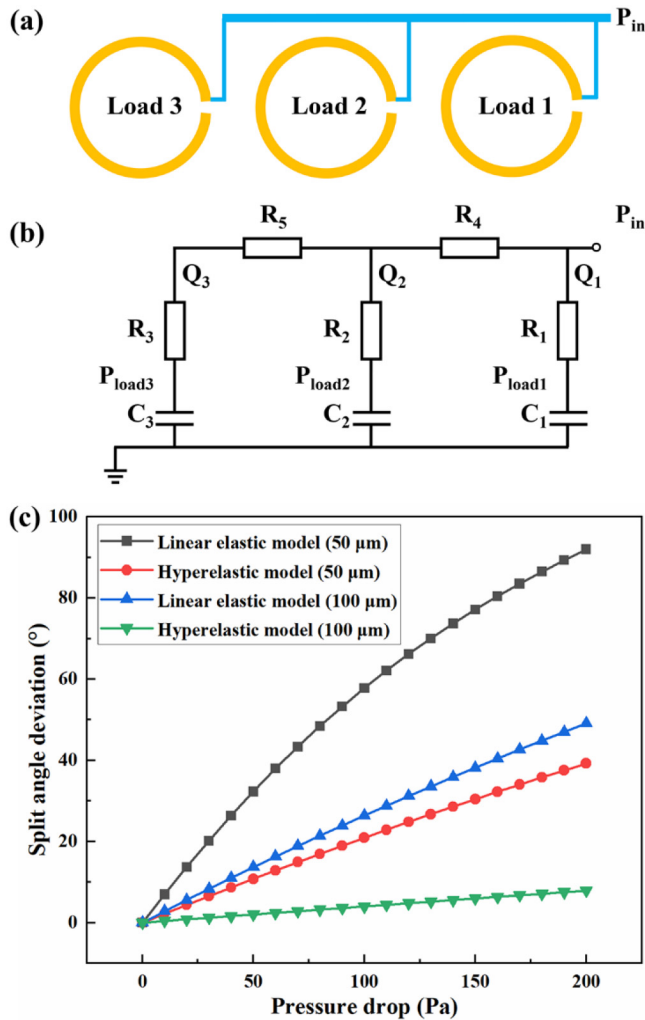 (a)
P_in
Load 3 Load 2 Load 1
(b)
R₅ R₄ P_in
Q₃ Q₂ Q₁
R₃ R₂ R₁
P_load3 P_load2 P_load1
C₃ C₂ C₁
(c)
100
80
60
40
20
0
Split angle deviation (°)
Linear elastic model (50 μm)
Hyperelastic model (50 μm)
Linear elastic model (100 μm)
Hyperelastic model (100 μm)
0 50 100 150 200
Pressure drop (Pa)